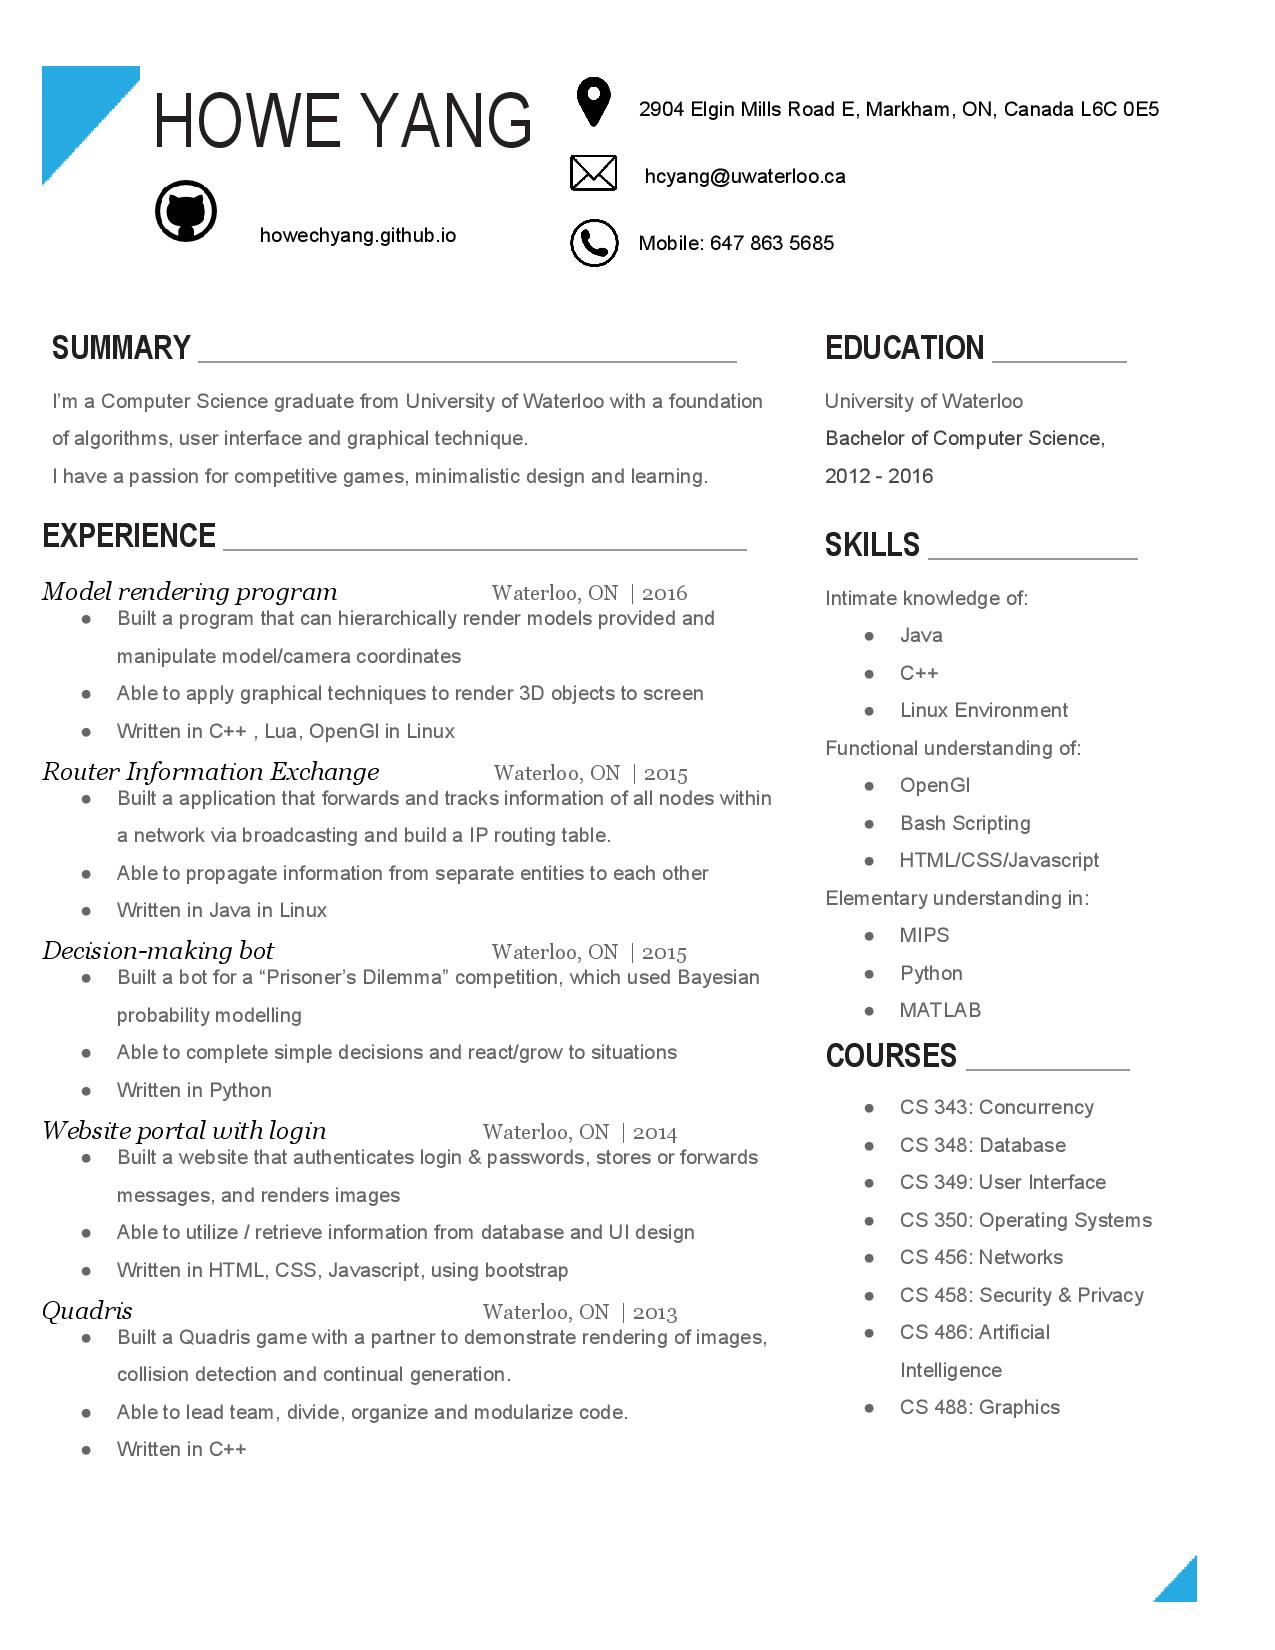 HOWE YANG
howechyang.github.io
2904 Elgin Mills Road E, Markham, ON, Canada L6C 0E5
hcyang@uwaterloo.ca
Mobile: 647 863 5685
SUMMARY
I'm a Computer Science graduate from University of Waterloo with a foundation
of algorithms, user interface and graphical technique.
I have a passion for competitive games, minimalistic design and learning.
EXPERIENCE
Model rendering program Waterloo, ON | 2016
● Built a program that can hierarchically render models provided and
manipulate model/camera coordinates
● Able to apply graphical techniques to render 3D objects to screen
● Written in C++ , Lua, OpenGl in Linux
Router Information Exchange Waterloo, ON | 2015
● Built a application that forwards and tracks information of all nodes within
a network via broadcasting and build a IP routing table.
● Able to propagate information from separate entities to each other
● Written in Java in Linux
Decision-making bot Waterloo, ON | 2015
● Built a bot for a “Prisoner’s Dilemma” competition, which used Bayesian
probability modelling
● Able to complete simple decisions and react/grow to situations
● Written in Python
Website portal with login Waterloo, ON | 2014
● Built a website that authenticates login & passwords, stores or forwards
messages, and renders images
● Able to utilize / retrieve information from database and UI design
● Written in HTML, CSS, Javascript, using bootstrap
Quadris Waterloo, ON | 2013
● Built a Quadris game with a partner to demonstrate rendering of images,
collision detection and continual generation.
● Able to lead team, divide, organize and modularize code.
● Written in C++
EDUCATION
University of Waterloo
Bachelor of Computer Science,
2012 - 2016
SKILLS
Intimate knowledge of:
● Java
● C++
● Linux Environment
Functional understanding of:
● OpenGl
● Bash Scripting
● HTML/CSS/Javascript
Elementary understanding in:
● MIPS
● Python
● MATLAB
COURSES
● CS 343: Concurrency
● CS 348: Database
● CS 349: User Interface
● CS 350: Operating Systems
● CS 456: Networks
● CS 458: Security & Privacy
● CS 486: Artificial
Intelligence
● CS 488: Graphics